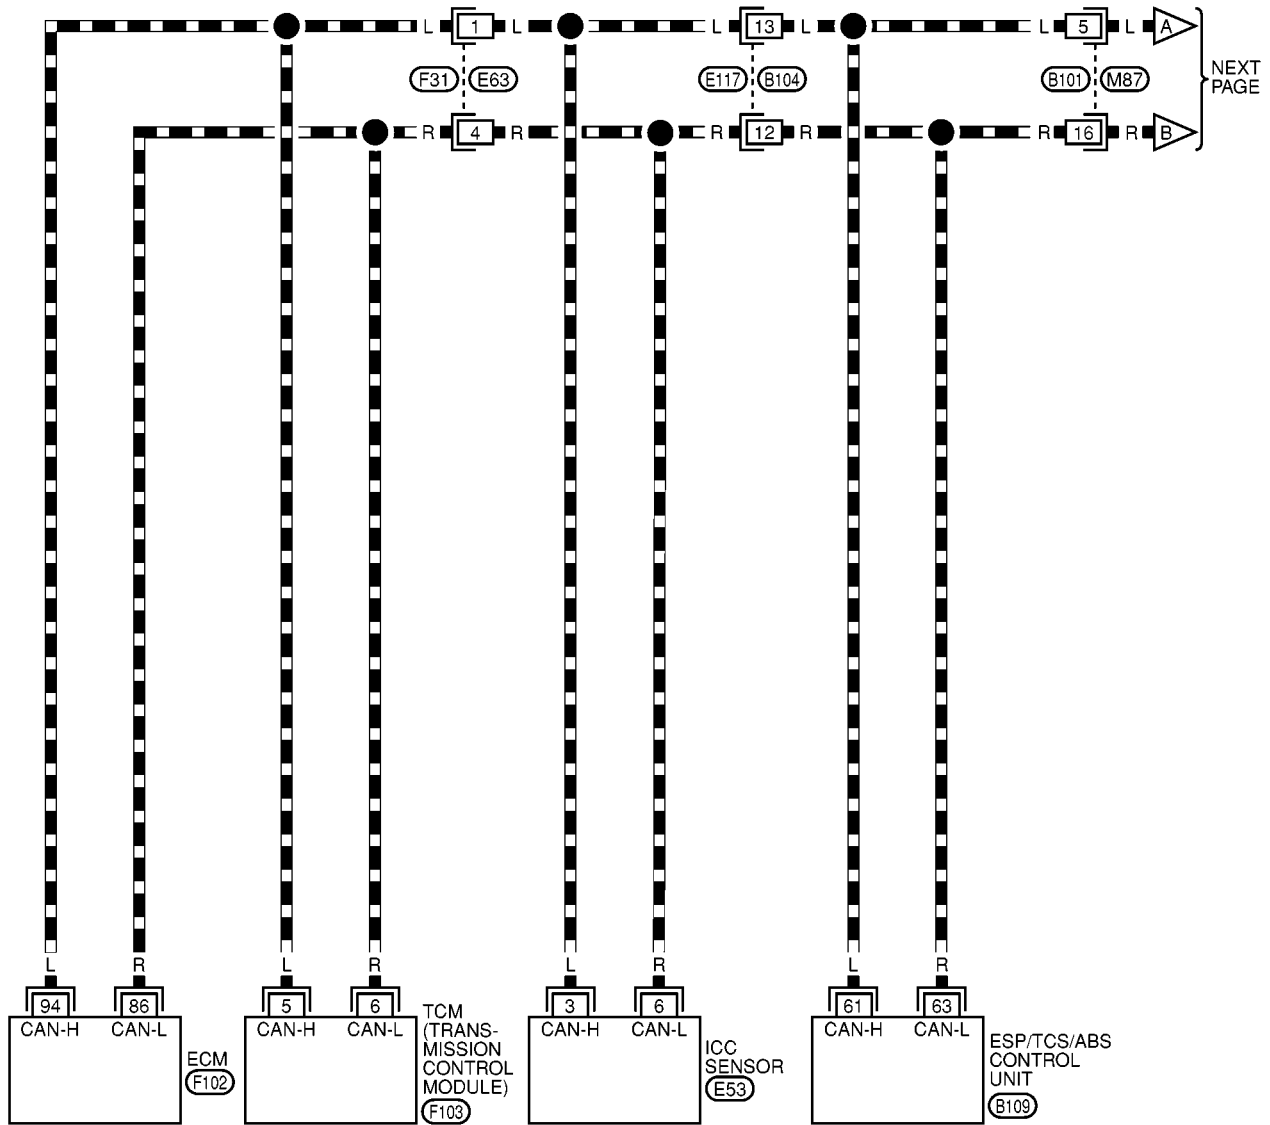 L 1 L L 13 L L 5 L A
F31 E63 E117 B104 B101 M87
NEXT
PAGE
R 4 R R 12 R R 16 R B
L R L R L R L R
94 86 5 6 3 6 61 63
CAN-H CAN-L CAN-H CAN-L CAN-H CAN-L CAN-H CAN-L
ECM
F102
TCM
(TRANS-
MISSION
CONTROL
MODULE)
F103
ICC
SENSOR
E53
ESP/TCS/ABS
CONTROL
UNIT
B109